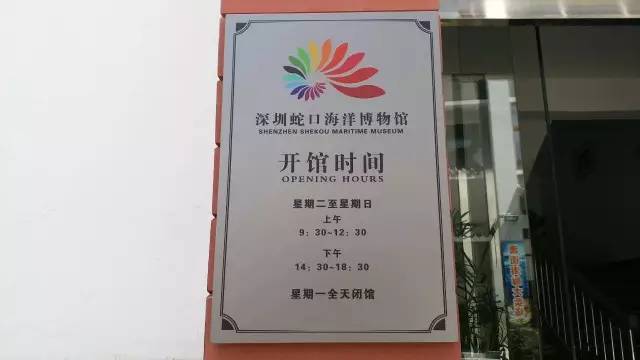 深圳蛇口海洋博物馆
SHENZHEN SHEKOU MARITIME MUSEUM
开馆时间
OPENING HOURS
星期二至星期日
上午
9：30~12：30
下午
14：30~18：30
星期一全天闭馆